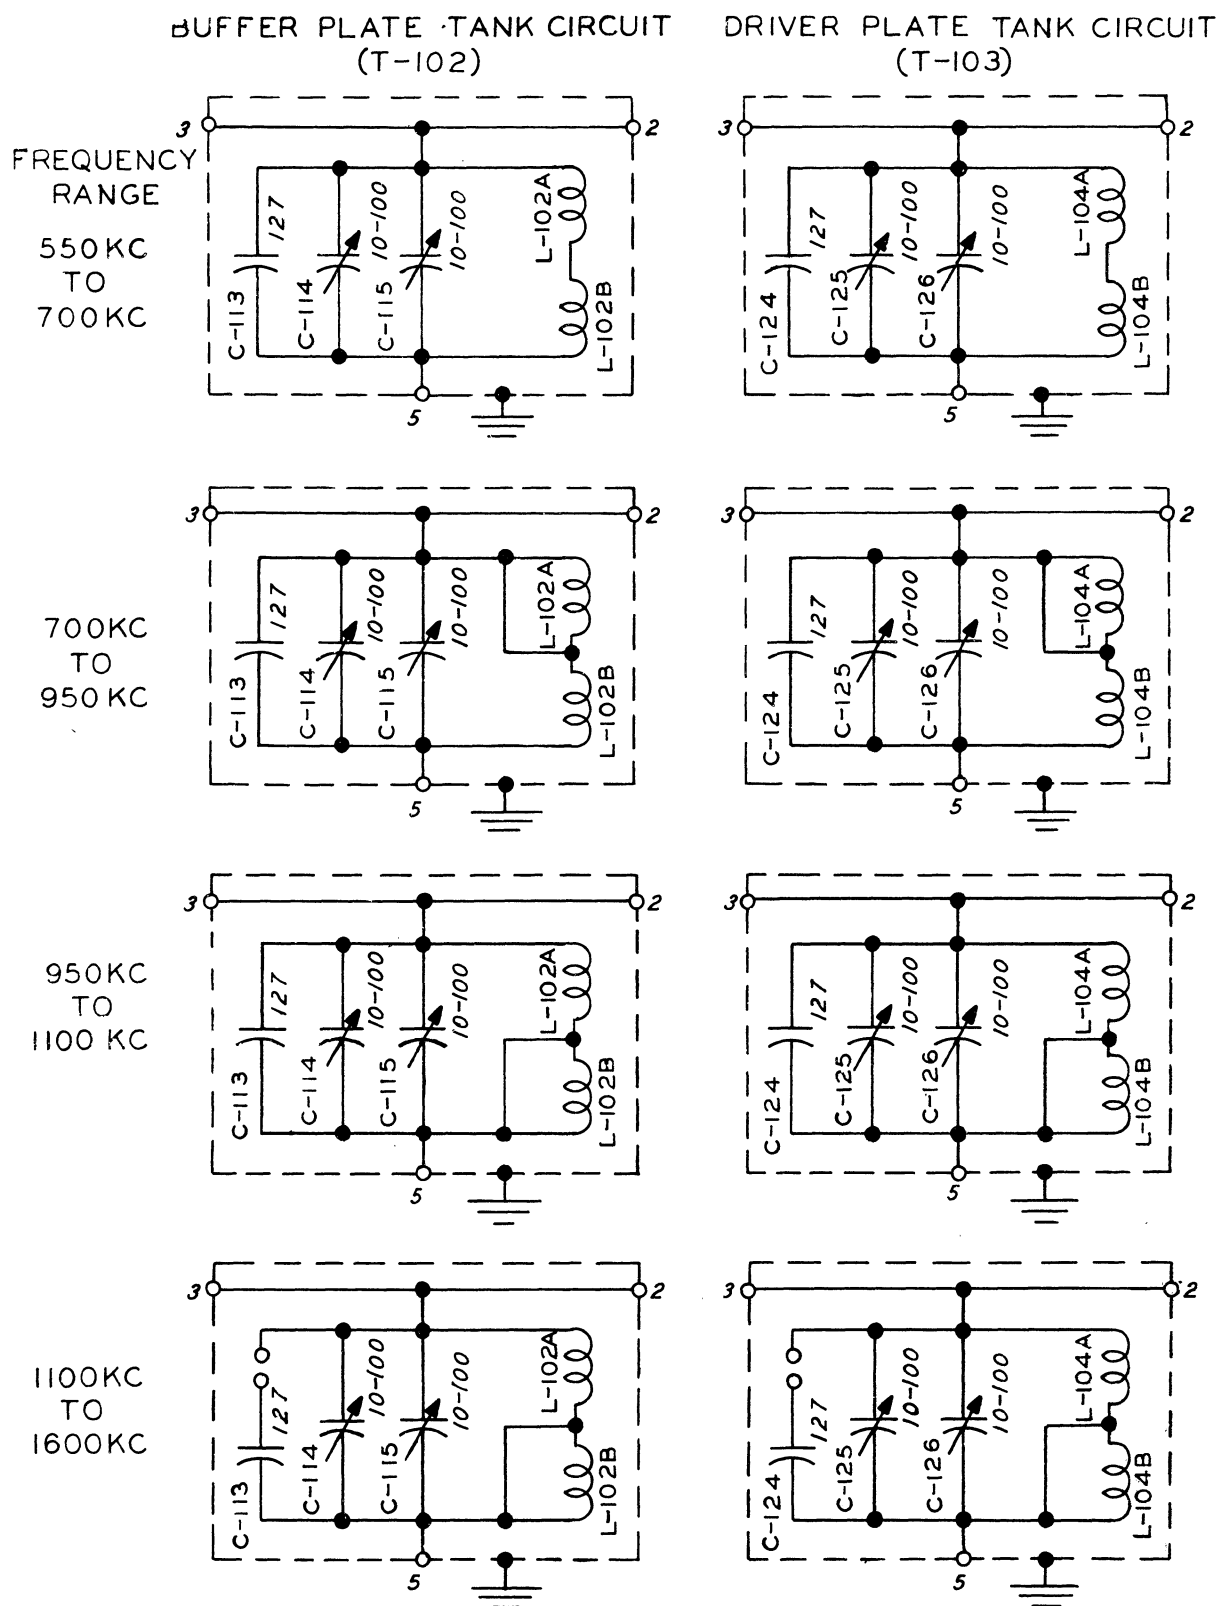 BUFFER PLATE TANK CIRCUIT
(T-102)
DRIVER PLATE TANK CIRCUIT
(T-103)
FREQUENCY
RANGE
550KC
TO
700KC
3
2
127
C-113
10-100
C-114
10-100
C-115
L-102A
L-102B
5
3
2
127
C-124
10-100
C-125
10-100
C-126
L-104A
L-104B
5
700KC
TO
950KC
3
2
127
C-113
10-100
C-114
10-100
C-115
L-102A
L-102B
5
3
2
127
C-124
10-100
C-125
10-100
C-126
L-104A
L-104B
5
950KC
TO
1100 KC
3
2
127
C-113
10-100
C-114
10-100
C-115
L-102A
L-102B
5
3
2
127
C-124
10-100
C-125
10-100
C-126
L-104A
L-104B
5
1100KC
TO
1600KC
3
2
127
C-113
10-100
C-114
10-100
C-115
L-102A
L-102B
5
3
2
127
C-124
10-100
C-125
10-100
C-126
L-104A
L-104B
5